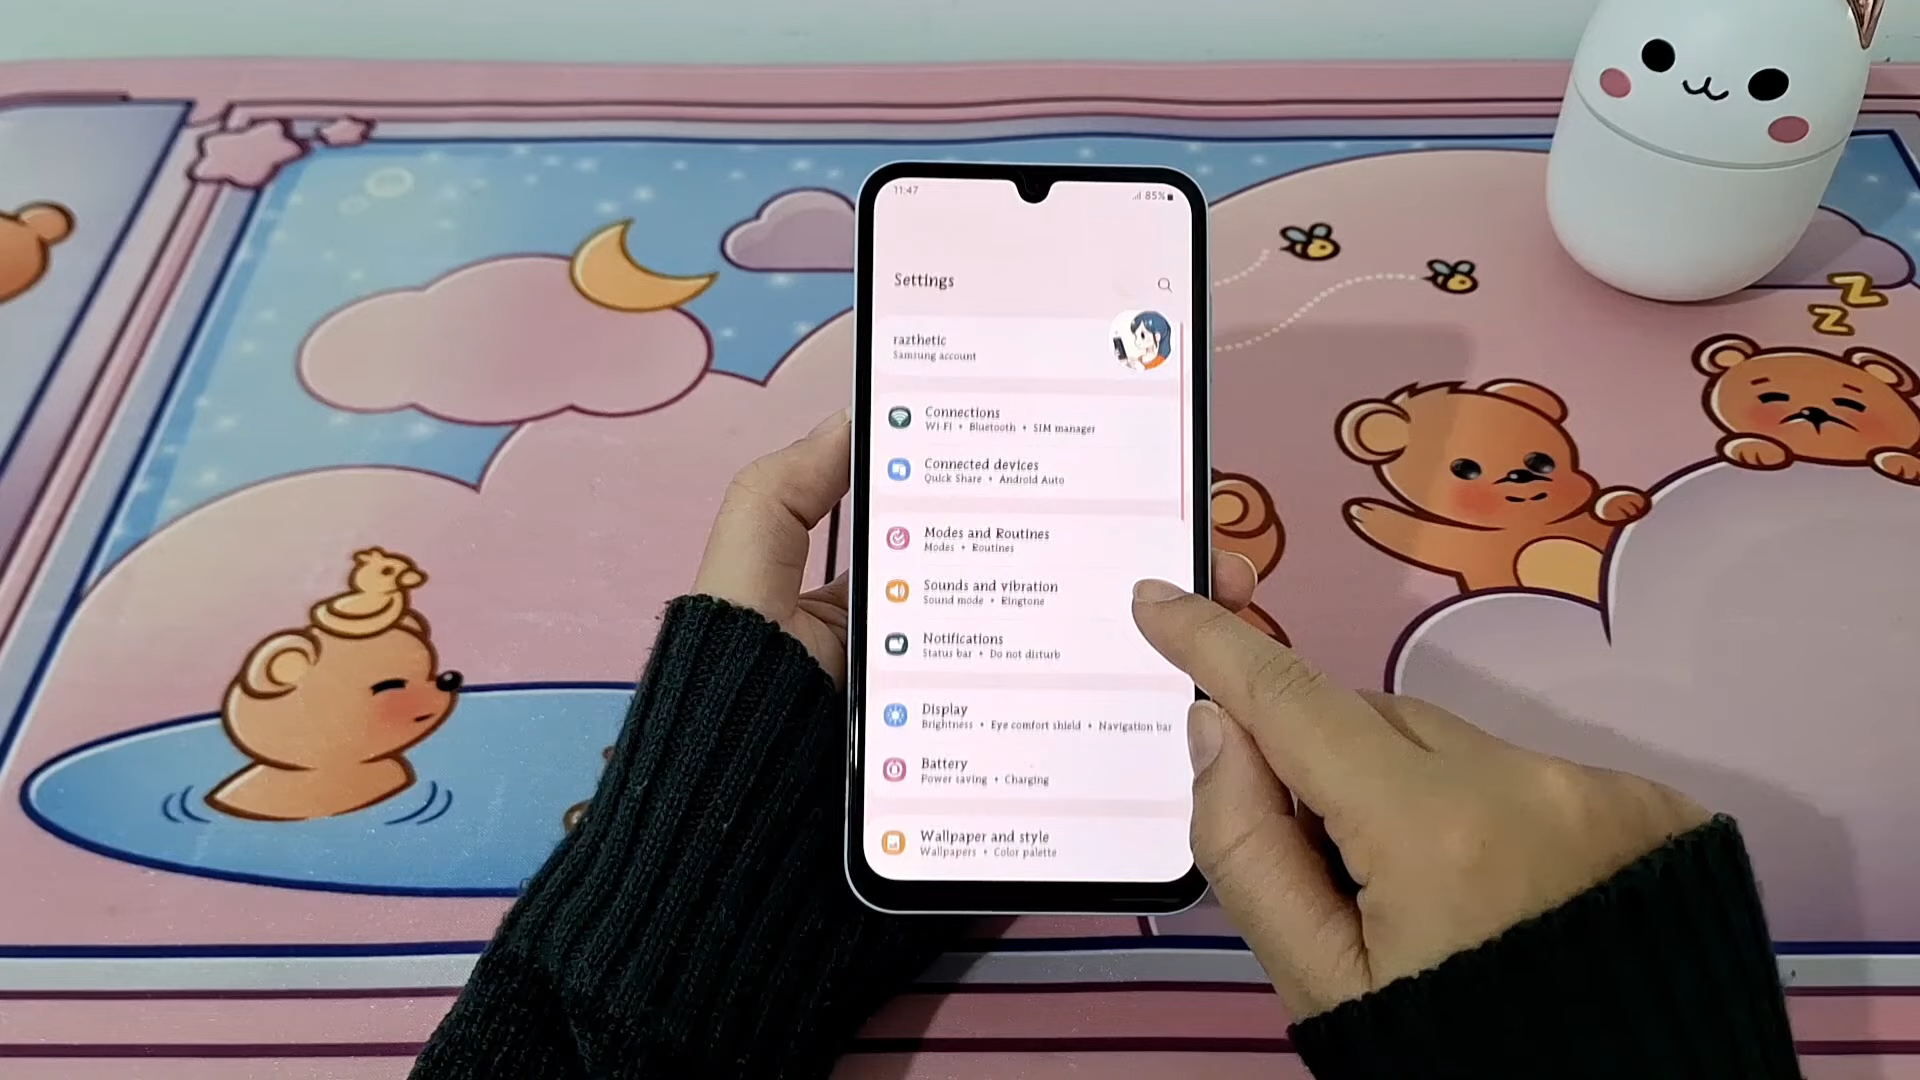 11:47
85%
Settings
razthetic
Samsung account
Connections
Wi-Fi • Bluetooth • SIM manager
Connected devices
Quick Share • Android Auto
Modes and Routines
Modes • Routines
Sounds and vibration
Sound mode • Ringtone
Notifications
Status bar • Do not disturb
Display
Brightness • Eye comfort shield • Navigation bar
Battery
Power saving • Charging
Wallpaper and style
Wallpapers • Color palette
Z
Z